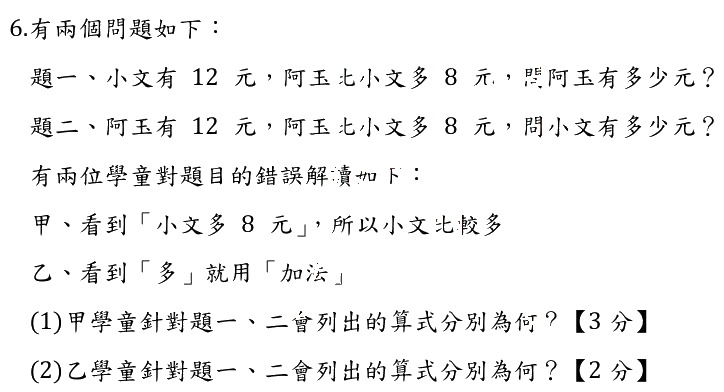 6.有兩個問題如下：
題一、小文有 12 元，阿玉比小文多 8 元，問阿玉有多少元？
題二、阿玉有 12 元，阿玉比小文多 8 元，問小文有多少元？
有兩位學童對題目的錯誤解讀如下：
甲、看到「小文多 8 元」，所以小文比較多
乙、看到「多」就用「加法」
(1)甲學童針對題一、二會列出的算式分別為何？【3 分】
(2)乙學童針對題一、二會列出的算式分別為何？【2 分】